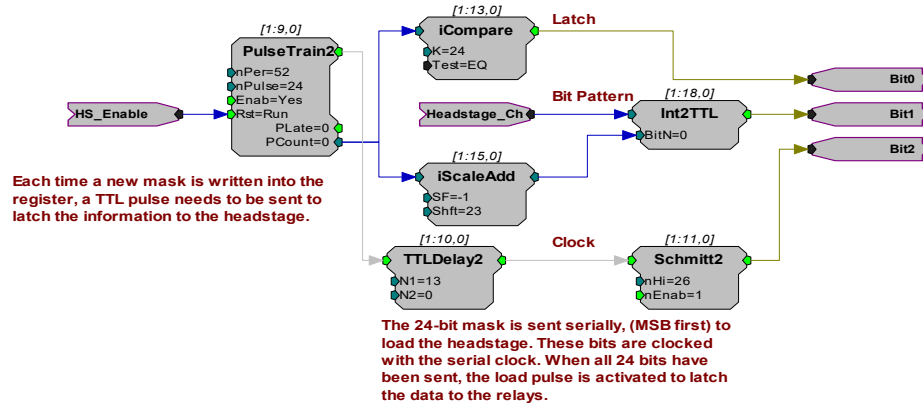 [1:9,0]
PulseTrain2
nPer=52
nPulse=24
Enab=Yes
Rst=Run
PLate=0
PCount=0
HS_Enable
[1:13,0]
iCompare
K=24
Test=EQ
Latch
Bit0
Headstage_Ch
Bit Pattern
[1:18,0]
Int2TTL
BitN=0
Bit1
Bit2
[1:15,0]
iScaleAdd
SF=-1
Shft=23
Each time a new mask is written into the
register, a TTL pulse needs to be sent to
latch the information to the headstage.
[1:10,0]
TTLDelay2
N1=13
N2=0
Clock
[1:11,0]
Schmitt2
nHi=26
nEnab=1
The 24-bit mask is sent serially, (MSB first) to
load the headstage. These bits are clocked
with the serial clock. When all 24 bits have
been sent, the load pulse is activated to latch
the data to the relays.